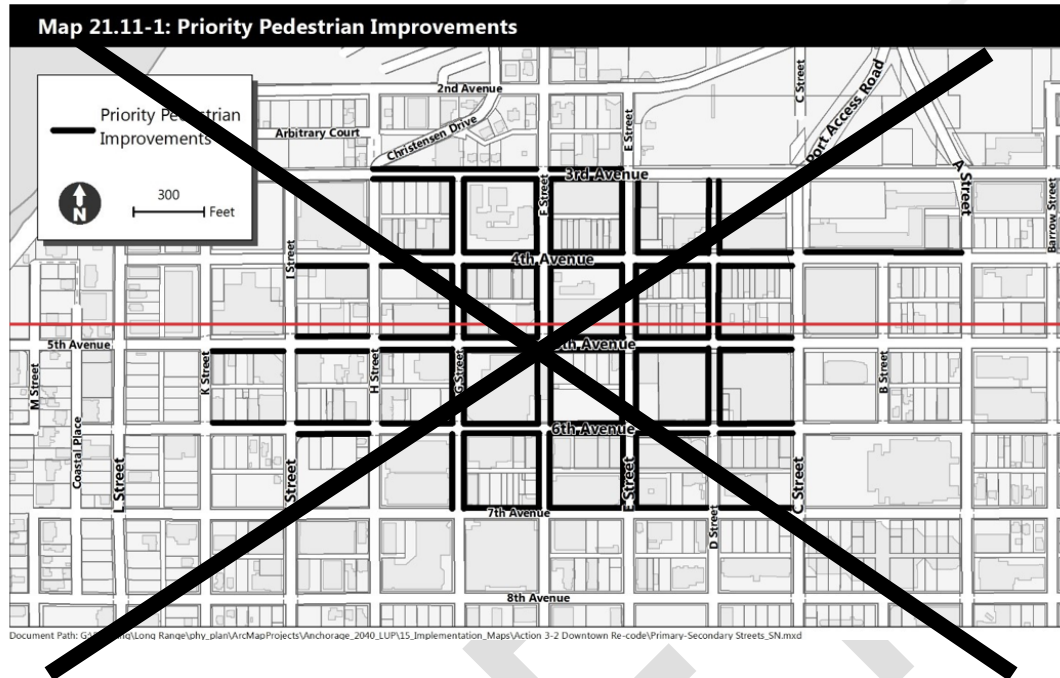 Map 21.11-1: Priority Pedestrian Improvements
Priority Pedestrian
Improvements
N
300
Feet
2nd Avenue
Arbitrary Court
Christensen Drive
C Street
Port Access Road
E Street
3rd Avenue
A Street
Barrow Street
F Street
I Street
4th Avenue
5th Avenue
5th Avenue
M Street
K Street
H Street
G Street
B Street
Coastal Place
6th Avenue
L Street
I Street
E Street
C Street
7th Avenue
D Street
8th Avenue
Long Range\phy_plan\ArcMapProjects\Anchorage_2040_LUP\15_Implementation_Maps\Action 3-2 Downtown Re-code\Primary-Secondary Streets_SN.mxd